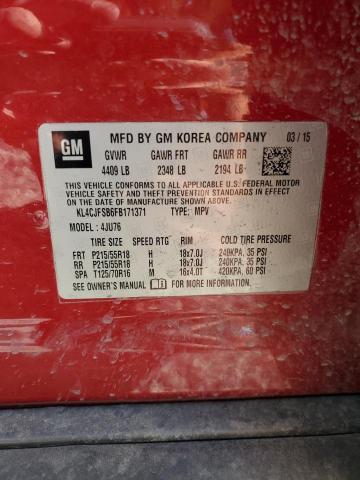 GM
MFD BY GM KOREA COMPANY 03/15
GVWR GAWR FRT GAWR RR
4409 LB 2348 LB 2194 LB
THIS VEHICLE CONFORMS TO ALL APPLICABLE U.S. FEDERAL MOTOR
VEHICLE SAFETY AND THEFT PREVENTION STANDARDS IN EFFECT ON
THE DATE OF MANUFACTURE SHOWN ABOVE.
KL4CJFSB6FB171371 TYPE: MPV
MODEL : 4JU76
TIRE SIZE SPEED RTG RIM COLD TIRE PRESSURE
FRT P215/55R18 H 18x7.0J 240KPA, 35 PSI
RR P215/55R18 H 18x7.0J 240KPA, 35 PSI
SP T125/70R16 M 16x4.0T 420KPA, 60 PSI
SEE OWNER'S MANUAL FOR MORE INFORMATION.